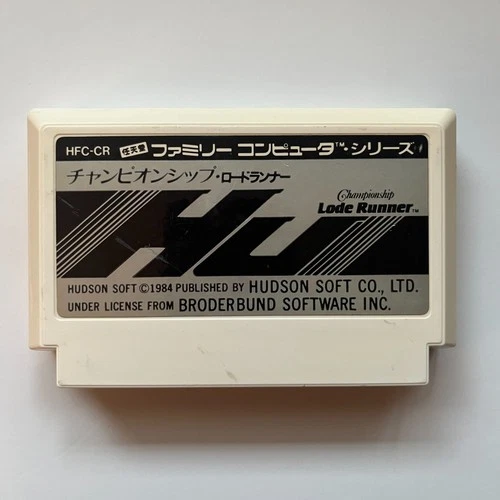 HFC-CR 任天堂 ファミリー コンピュータ™・シリーズ
チャンピオンシップ・ロードランナー
Championship
Lode Runner™
HUDSON SOFT ©1984 PUBLISHED BY HUDSON SOFT CO., LTD.
UNDER LICENSE FROM BRODERBUND SOFTWARE INC.